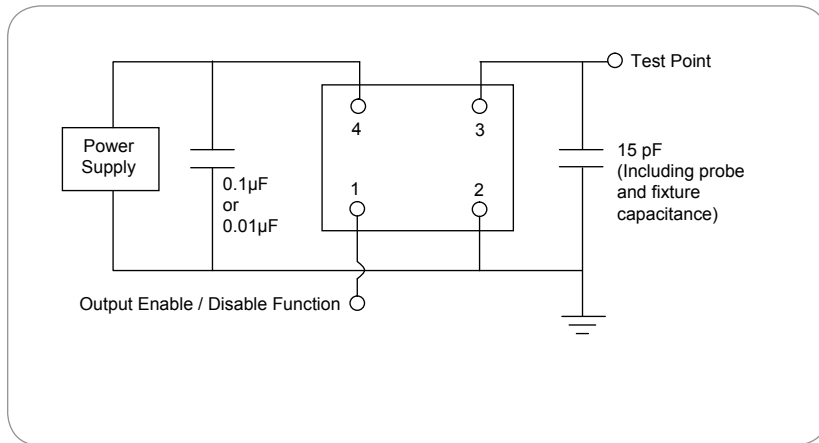 Test Point
4
3
Power
Supply
15 pF
(Including probe
and fixture
capacitance)
0.1µF
or
0.01µF
1
2
Output Enable / Disable Function